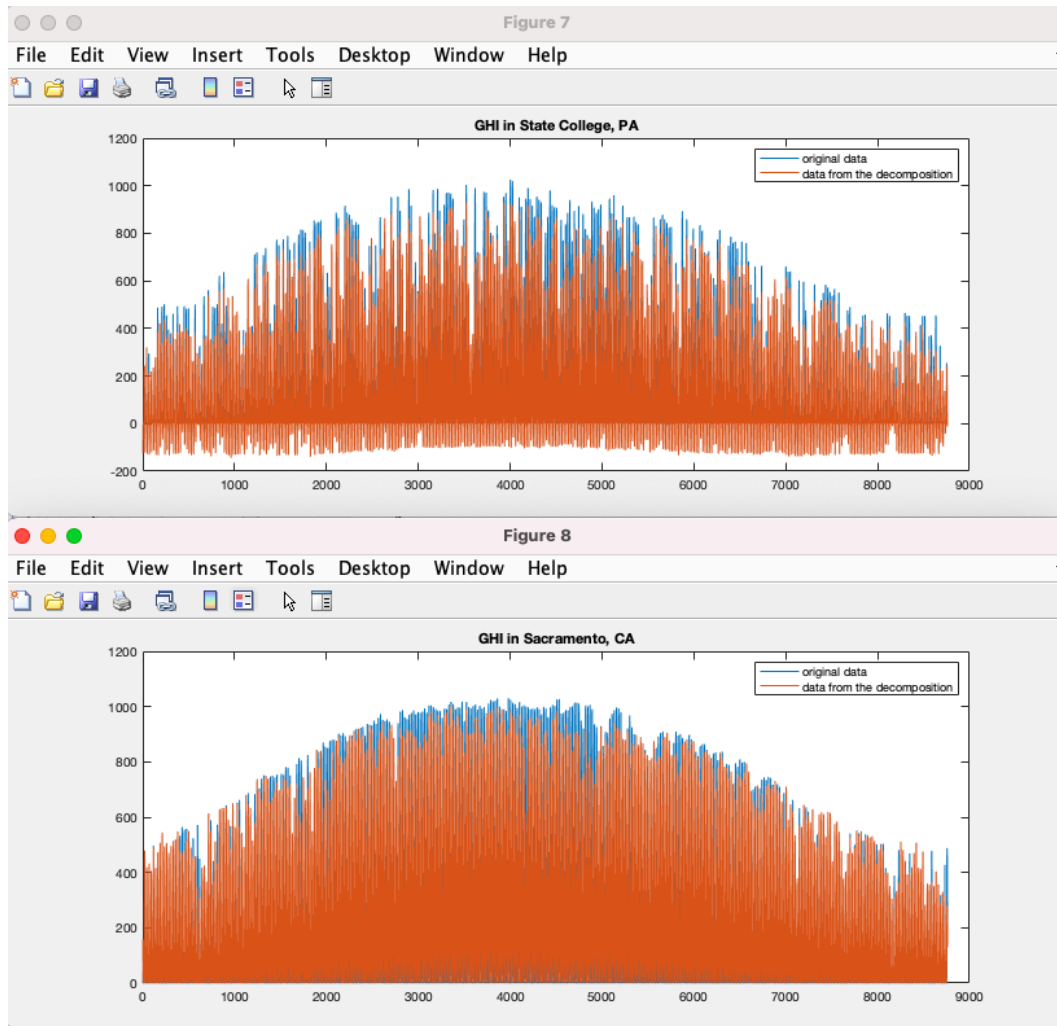 Figure 7
File Edit View Insert Tools Desktop Window Help
GHI in State College, PA
1200
1000
800
600
400
200
0
-200
original data
data from the decomposition
0 1000 2000 3000 4000 5000 6000 7000 8000 9000
Figure 8
File Edit View Insert Tools Desktop Window Help
GHI in Sacramento, CA
1200
1000
800
600
400
200
0
original data
data from the decomposition
0 1000 2000 3000 4000 5000 6000 7000 8000 9000